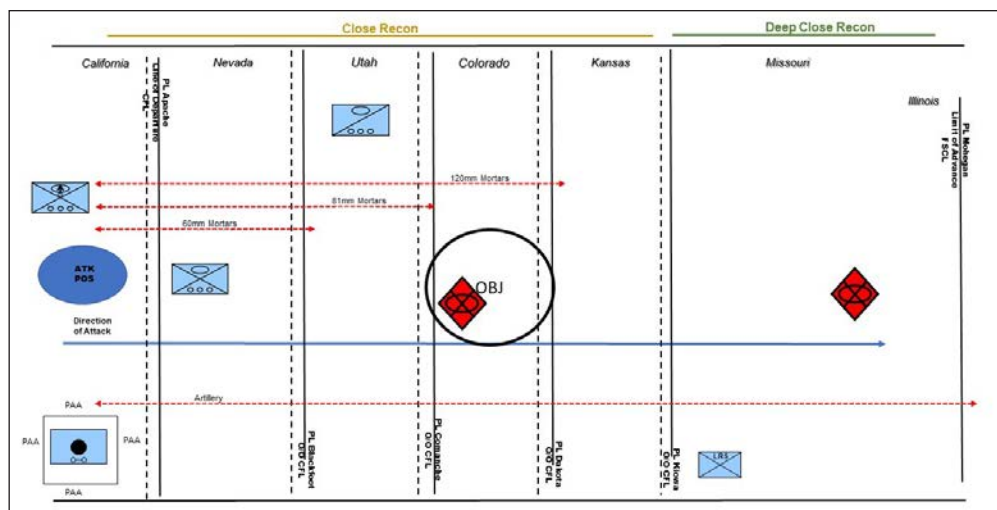 Close Recon
Deep Close Recon
California
Nevada
Utah
Colorado
Kansas
Missouri
Illinois
PL Apache
Line of Departure
CFL
PL Mohegan
Limit of Advance
FSCL
120mm Mortars
81mm Mortars
60mm Mortars
ATK
POS
OBJ
Direction
of Attack
Artillery
PAA
PAA
PAA
PAA
PL Blackfoot
O/O CFL
PL Comanche
O/O CFL
PL Dakota
O/O CFL
PL Kiowa
O/O CFL
LRS